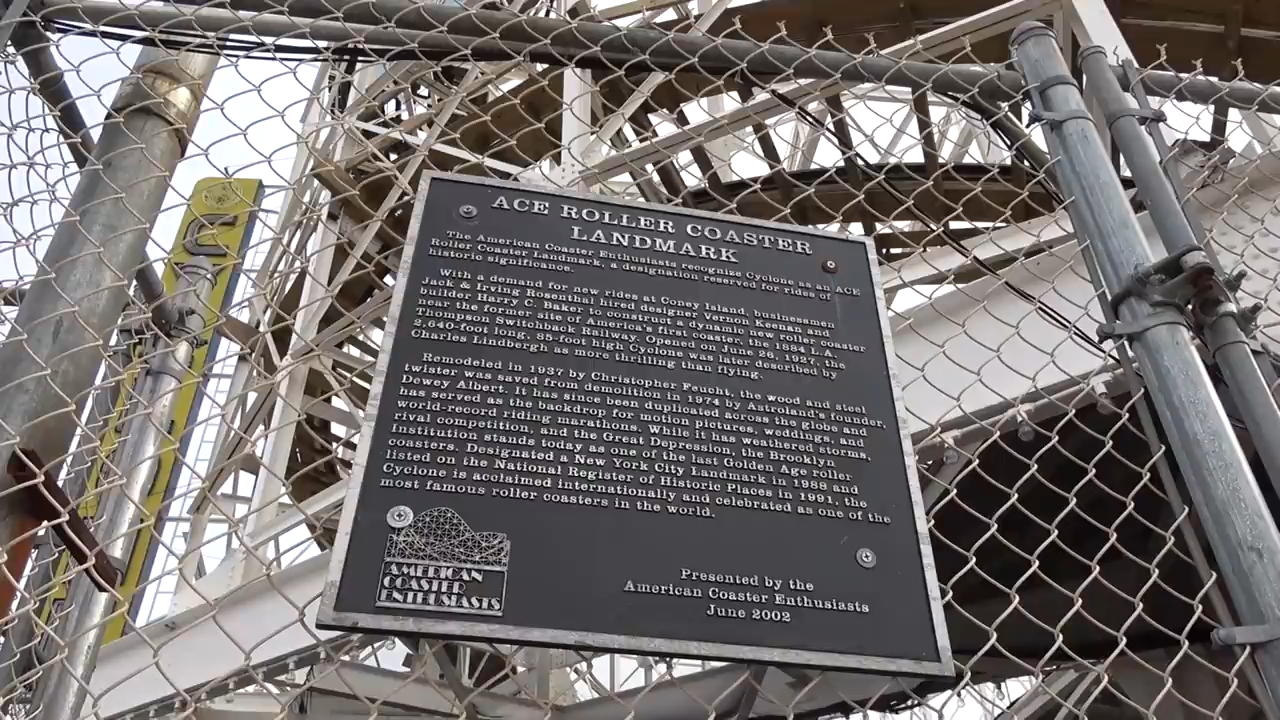 ACE ROLLER COASTER
LANDMARK
The American Coaster Enthusiasts recognize Cyclone as an ACE
Roller Coaster Landmark, a designation reserved for rides of
historic significance.
With a demand for new rides at Coney Island, businessmen
Jack & Irving Rosenthal hired designer Vernon Keenan and
builder Harry C. Baker to construct a dynamic new roller coaster
near the former site of America's first coaster, the 1884 L.A.
Thompson Switchback Railway. Opened on June 26, 1927, the
2,640-foot long, 85-foot high Cyclone was later described by
Charles Lindbergh as more thrilling than flying.
Remodeled in 1937 by Christopher Feucht, the wood and steel
twister was saved from demolition in 1974 by Astroland's founder,
Dewey Albert. It has since been duplicated across the globe and
has served as the backdrop for motion pictures, weddings, and
world-record riding marathons. While it has weathered storms,
rival competition, and the Great Depression, the Brooklyn
Institution stands today as one of the last Golden Age roller
coasters. Designated a New York City Landmark in 1988 and
listed on the National Register of Historic Places in 1991, the
Cyclone is acclaimed internationally and celebrated as one of the
most famous roller coasters in the world.
AMERICAN
COASTER
ENTHUSIASTS
Presented by the
American Coaster Enthusiasts
June 2002